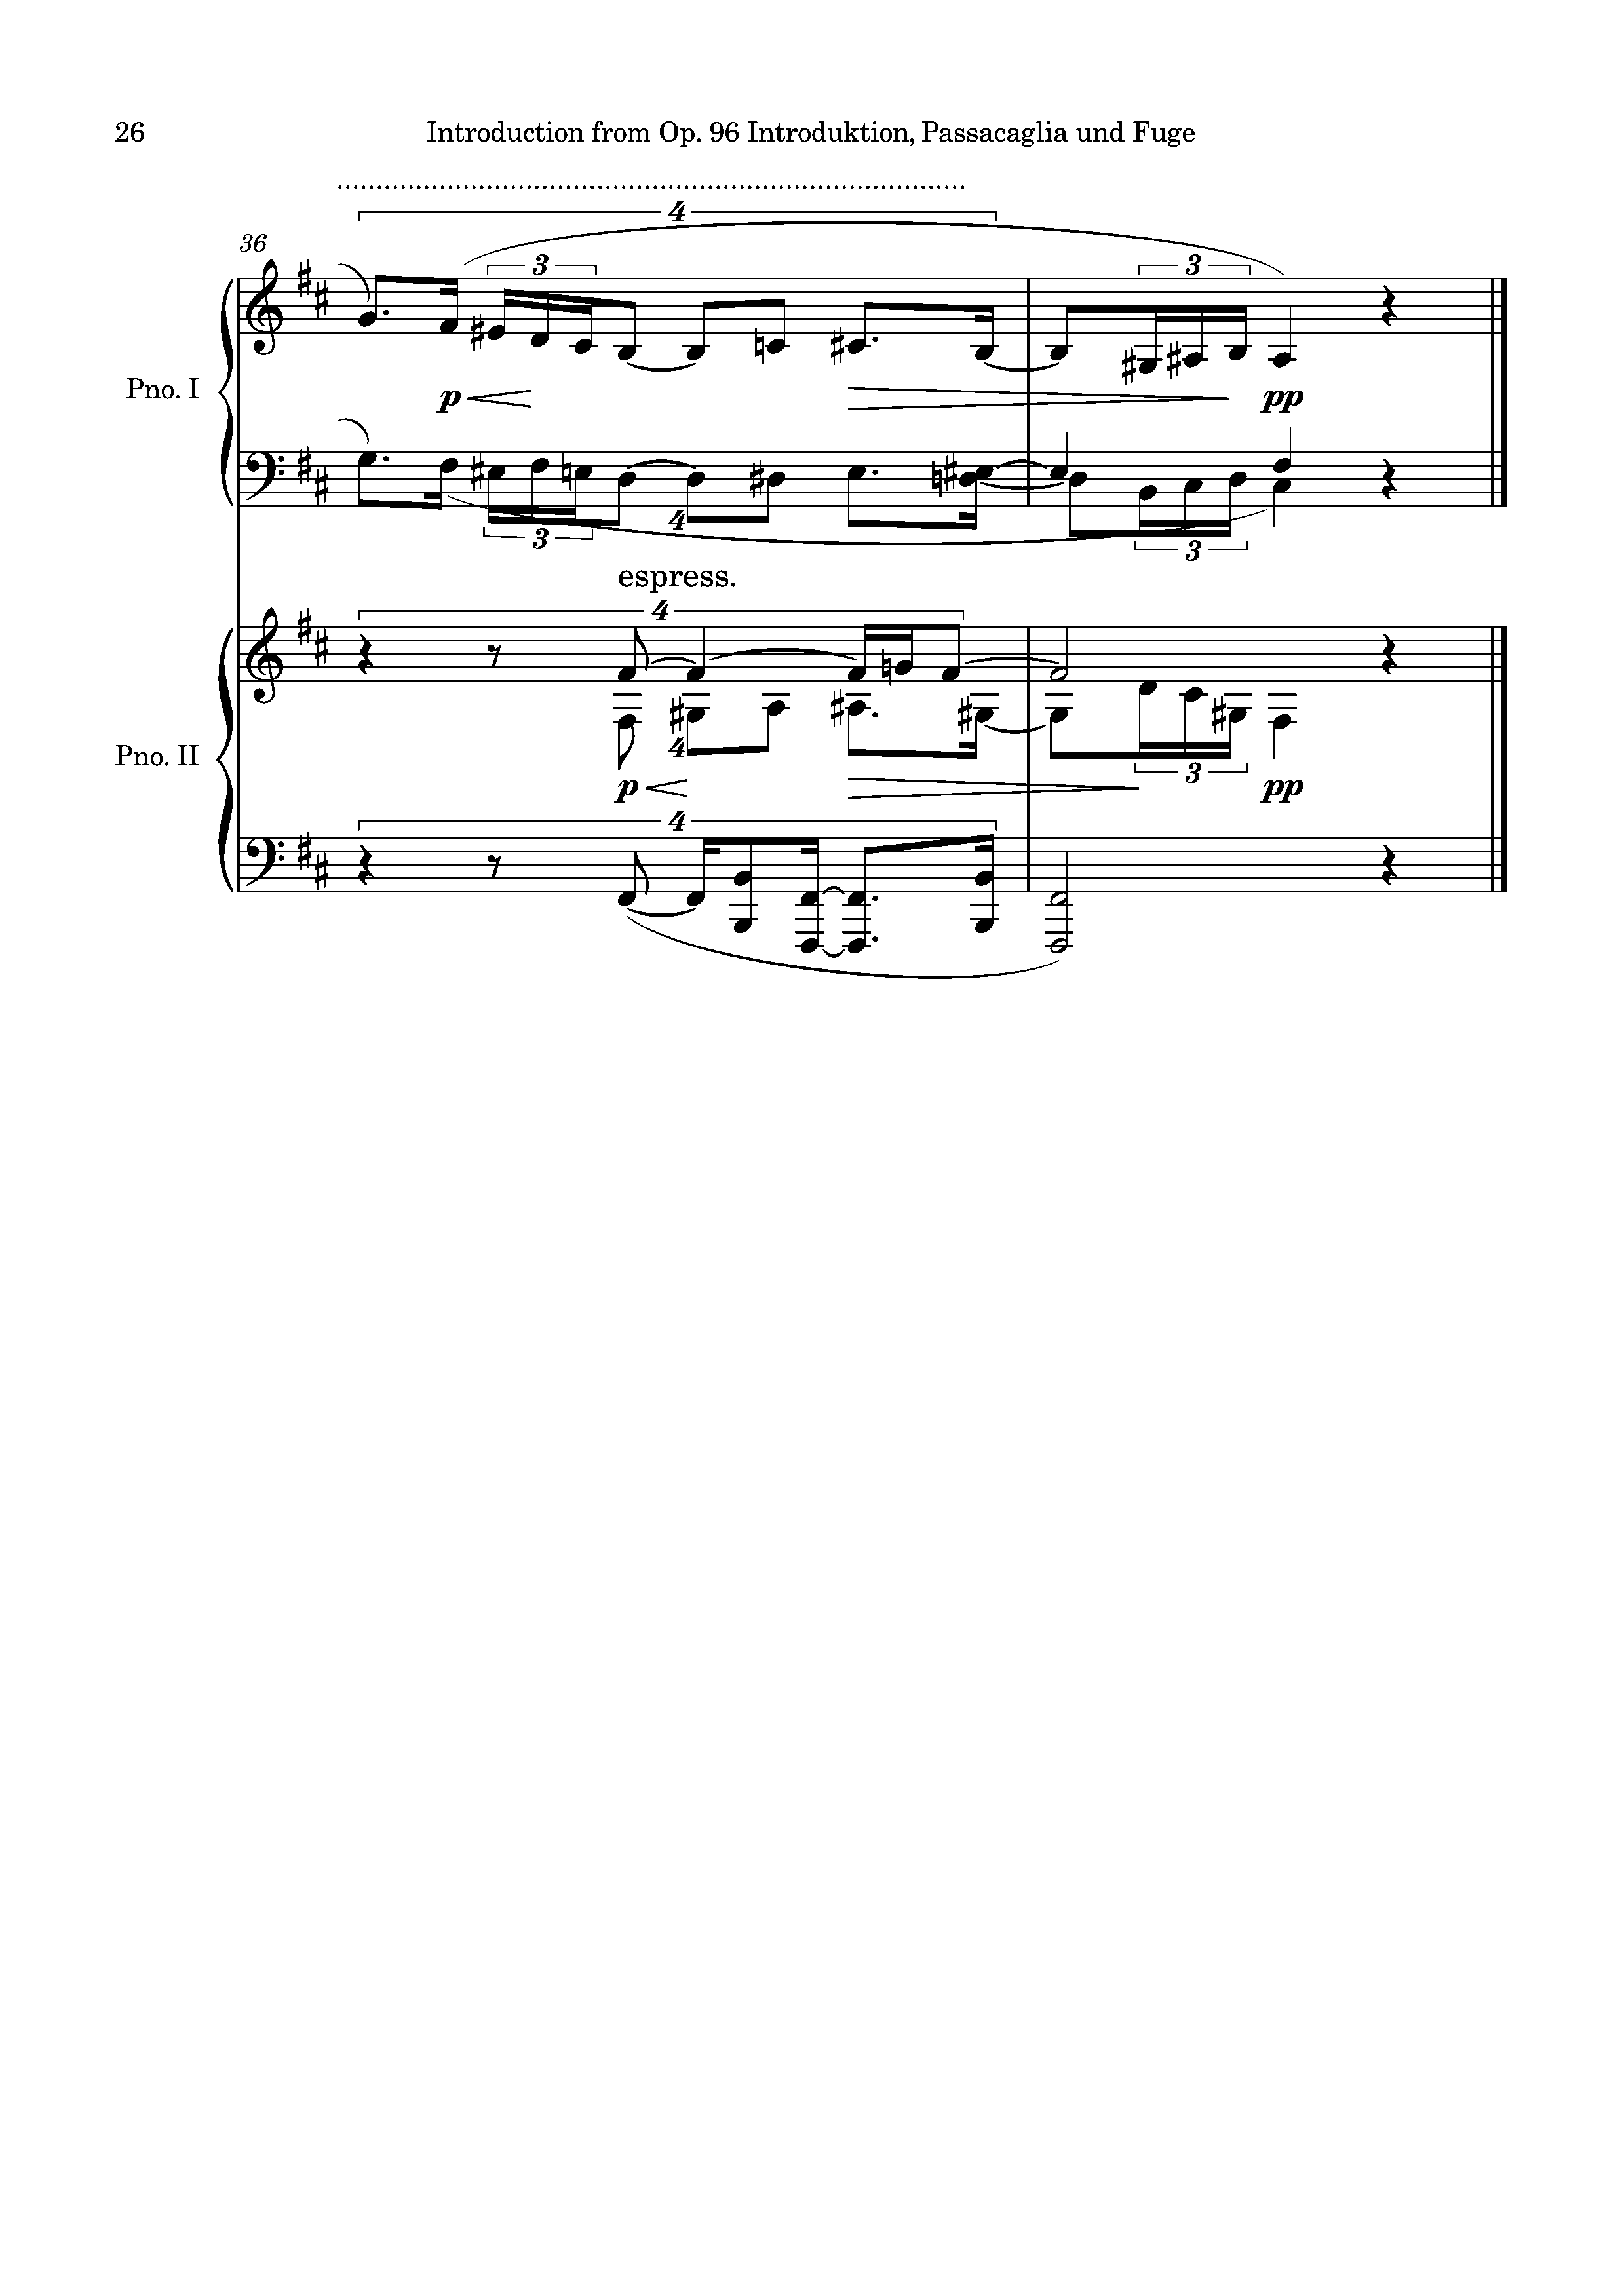 26 Introduction from Op. 96 Introduktion, Passacaglia und Fuge
4
36
3 3
Pno. I
p pp
4
3 3
espress.
4
Pno. II
4
3
p pp
4